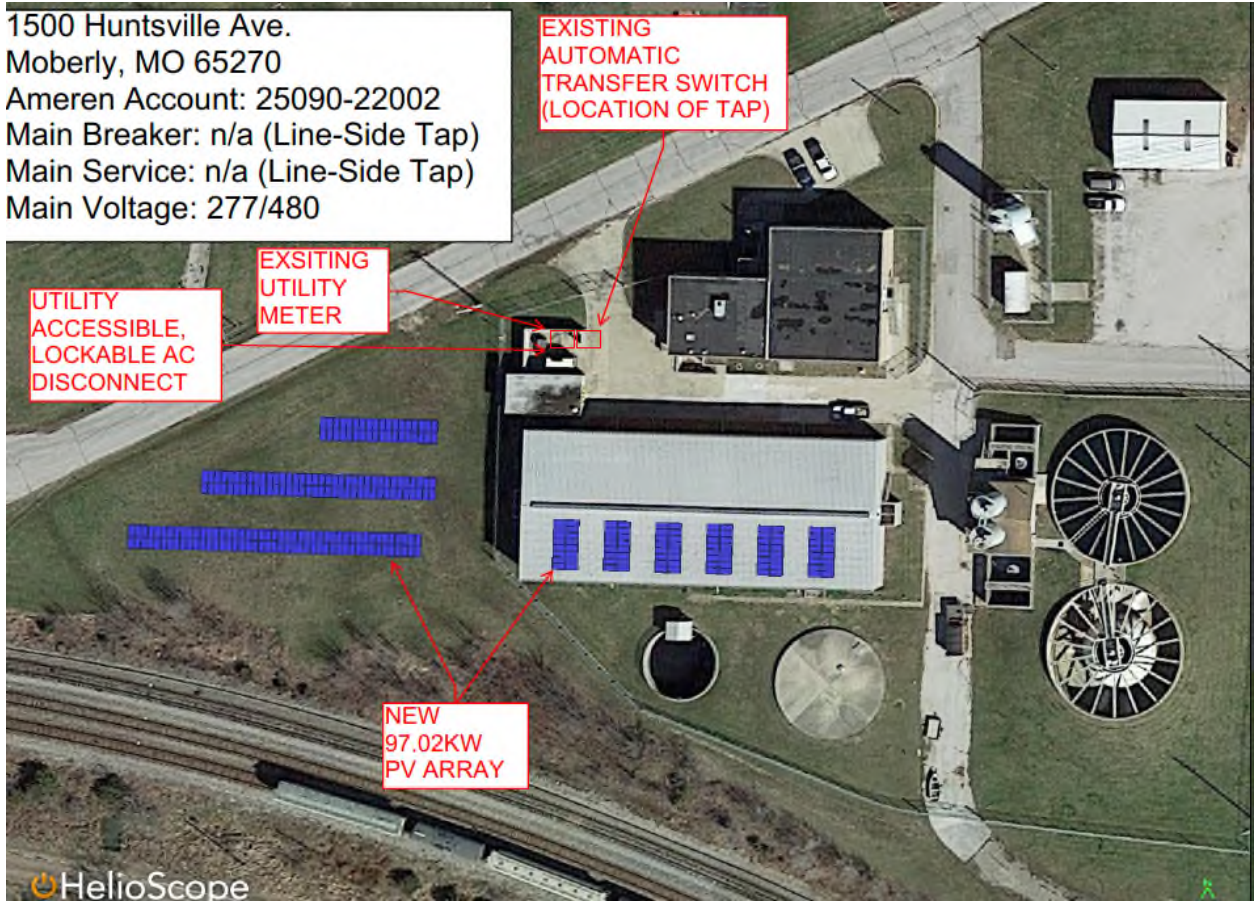 1500 Huntsville Ave.
Moberly, MO 65270
Ameren Account: 25090-22002
Main Breaker: n/a (Line-Side Tap)
Main Service: n/a (Line-Side Tap)
Main Voltage: 277/480
EXISTING
AUTOMATIC
TRANSFER SWITCH
(LOCATION OF TAP)
EXSITING
UTILITY
METER
UTILITY
ACCESSIBLE,
LOCKABLE AC
DISCONNECT
NEW
97.02KW
PV ARRAY
HelioScope